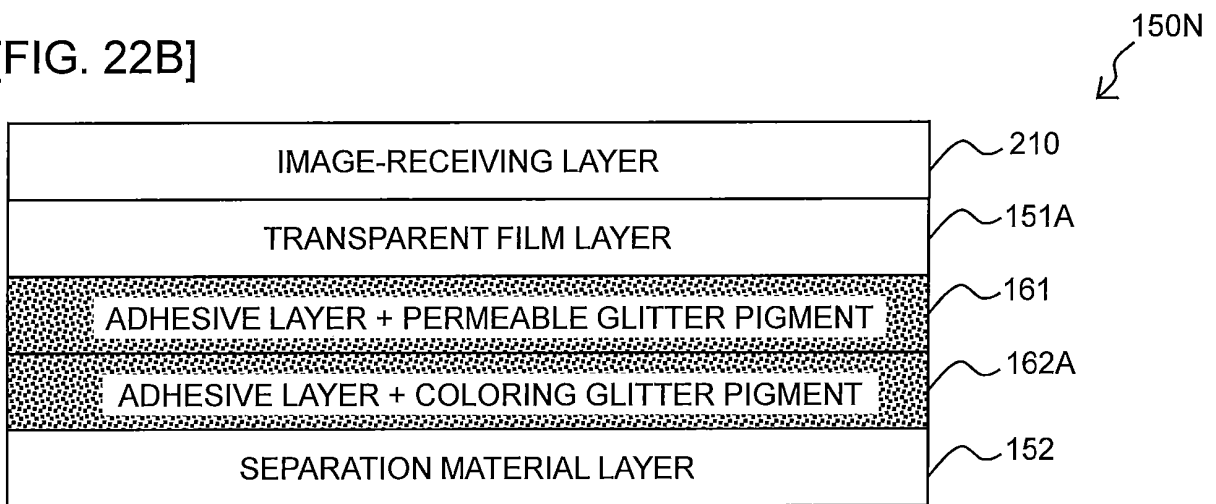 150N
[FIG. 22B]
IMAGE-RECEIVING LAYER 210
TRANSPARENT FILM LAYER 151A
ADHESIVE LAYER + PERMEABLE GLITTER PIGMENT 161
ADHESIVE LAYER + COLORING GLITTER PIGMENT 162A
SEPARATION MATERIAL LAYER 152